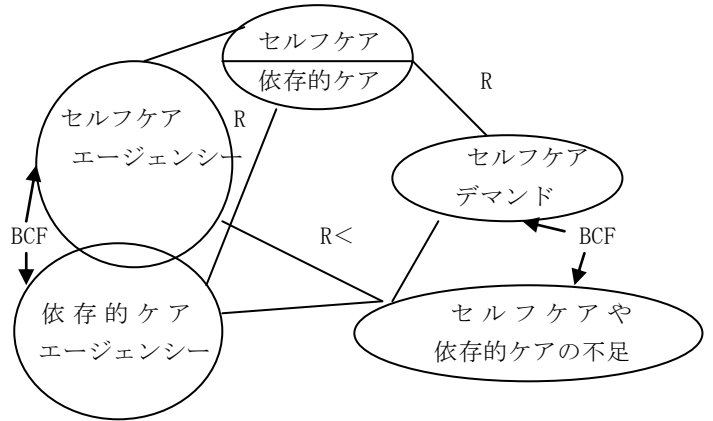 セルフケア
依存的ケア
R
セルフケア
エージェンシー
R
セルフケア
デマンド
BCF
R＜
BCF
依存的ケア
エージェンシー
セルフケアや
依存的ケアの不足